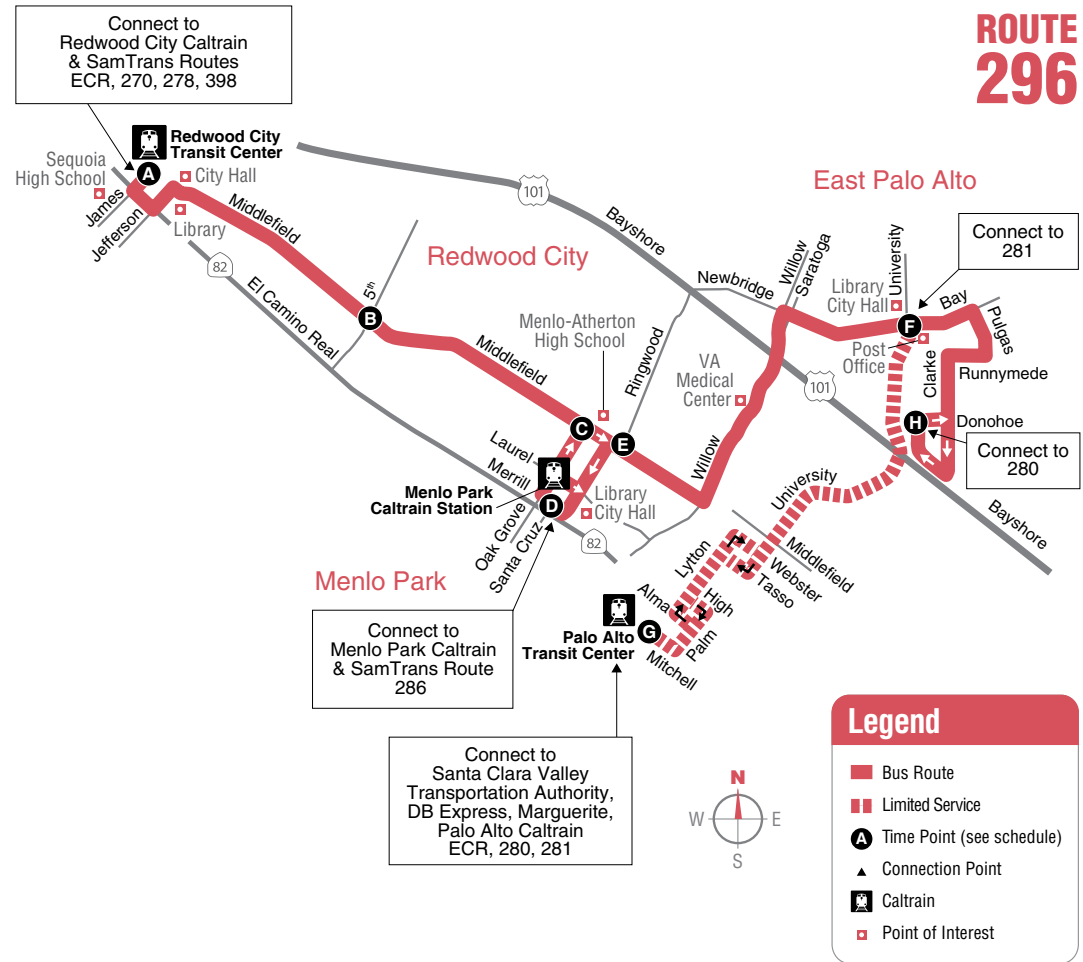 ROUTE
296
Connect to
Redwood City Caltrain
& SamTrans Routes
ECR, 270, 278, 398
Redwood City
Transit Center
A
Sequoia
High School
City Hall
Library
James
Jefferson
Middlefield
82
El Camino Real
5th
B
Redwood City
101
Bayshore
East Palo Alto
Connect to
281
Newbridge
Willow
Saratoga
Library
City Hall
University
F
Bay
Pulgas
Post
Office
Clarke
Runnymede
Menlo-Atherton
High School
Middlefield
Ringwood
VA
Medical
Center
101
H
Donohoe
Connect to
280
C
E
Laurel
Merrill
Menlo Park
Caltrain Station
D
Library
City Hall
Oak Grove
Santa Cruz
82
Willow
University
Bayshore
Middlefield
Webster
Tasso
Lytton
Menlo Park
Connect to
Menlo Park Caltrain
& SamTrans Route
286
Alma
High
Palm
G
Palo Alto
Transit Center
Mitchell
Connect to
Santa Clara Valley
Transportation Authority,
DB Express, Marguerite,
Palo Alto Caltrain
ECR, 280, 281
N
W
E
S
Legend
Bus Route
Limited Service
A Time Point (see schedule)
Connection Point
Caltrain
Point of Interest